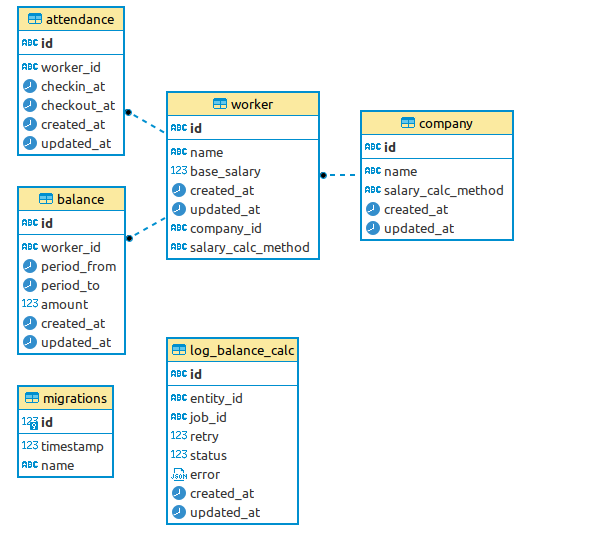 attendance
ABC id
ABC worker_id
checkin_at
checkout_at
created_at
updated_at
worker
ABC id
ABC name
123 base_salary
created_at
updated_at
ABC company_id
ABC salary_calc_method
company
ABC id
ABC name
ABC salary_calc_method
created_at
updated_at
balance
ABC id
ABC worker_id
period_from
period_to
123 amount
created_at
updated_at
log_balance_calc
ABC id
ABC entity_id
ABC job_id
123 retry
123 status
JSON error
created_at
updated_at
migrations
123 id
123 timestamp
ABC name